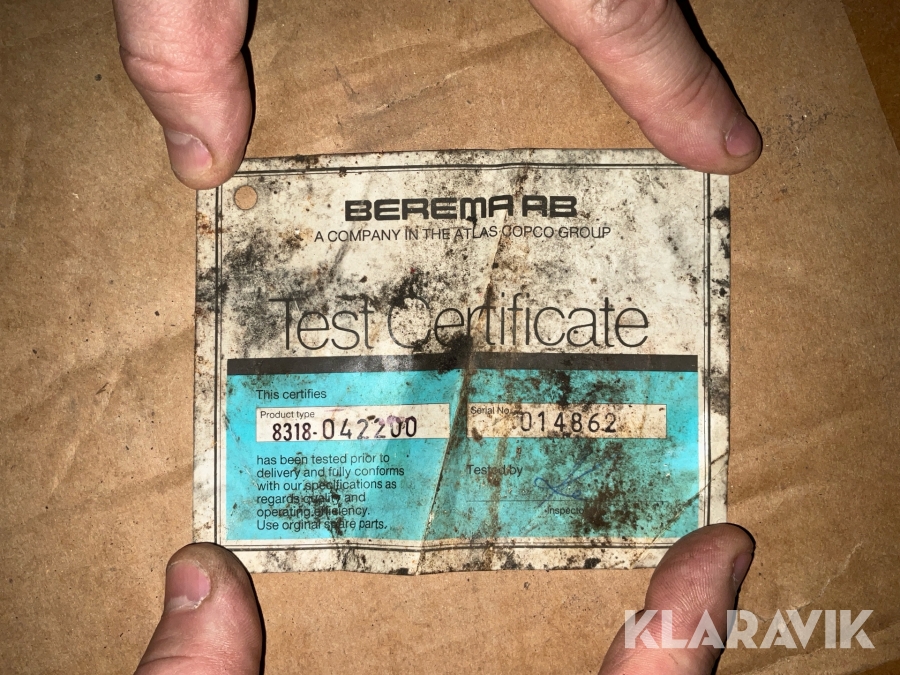 BEREMA AB
A COMPANY IN THE ATLAS COPCO GROUP
Test Certificate
This certifies
Product type
8318-042200
Serial No.
014862
has been tested prior to
delivery and fully conforms
with our specifications as
regards quality and
operating efficiency.
Use orginal spare parts.
Tested by
Inspector
KLARAVIK